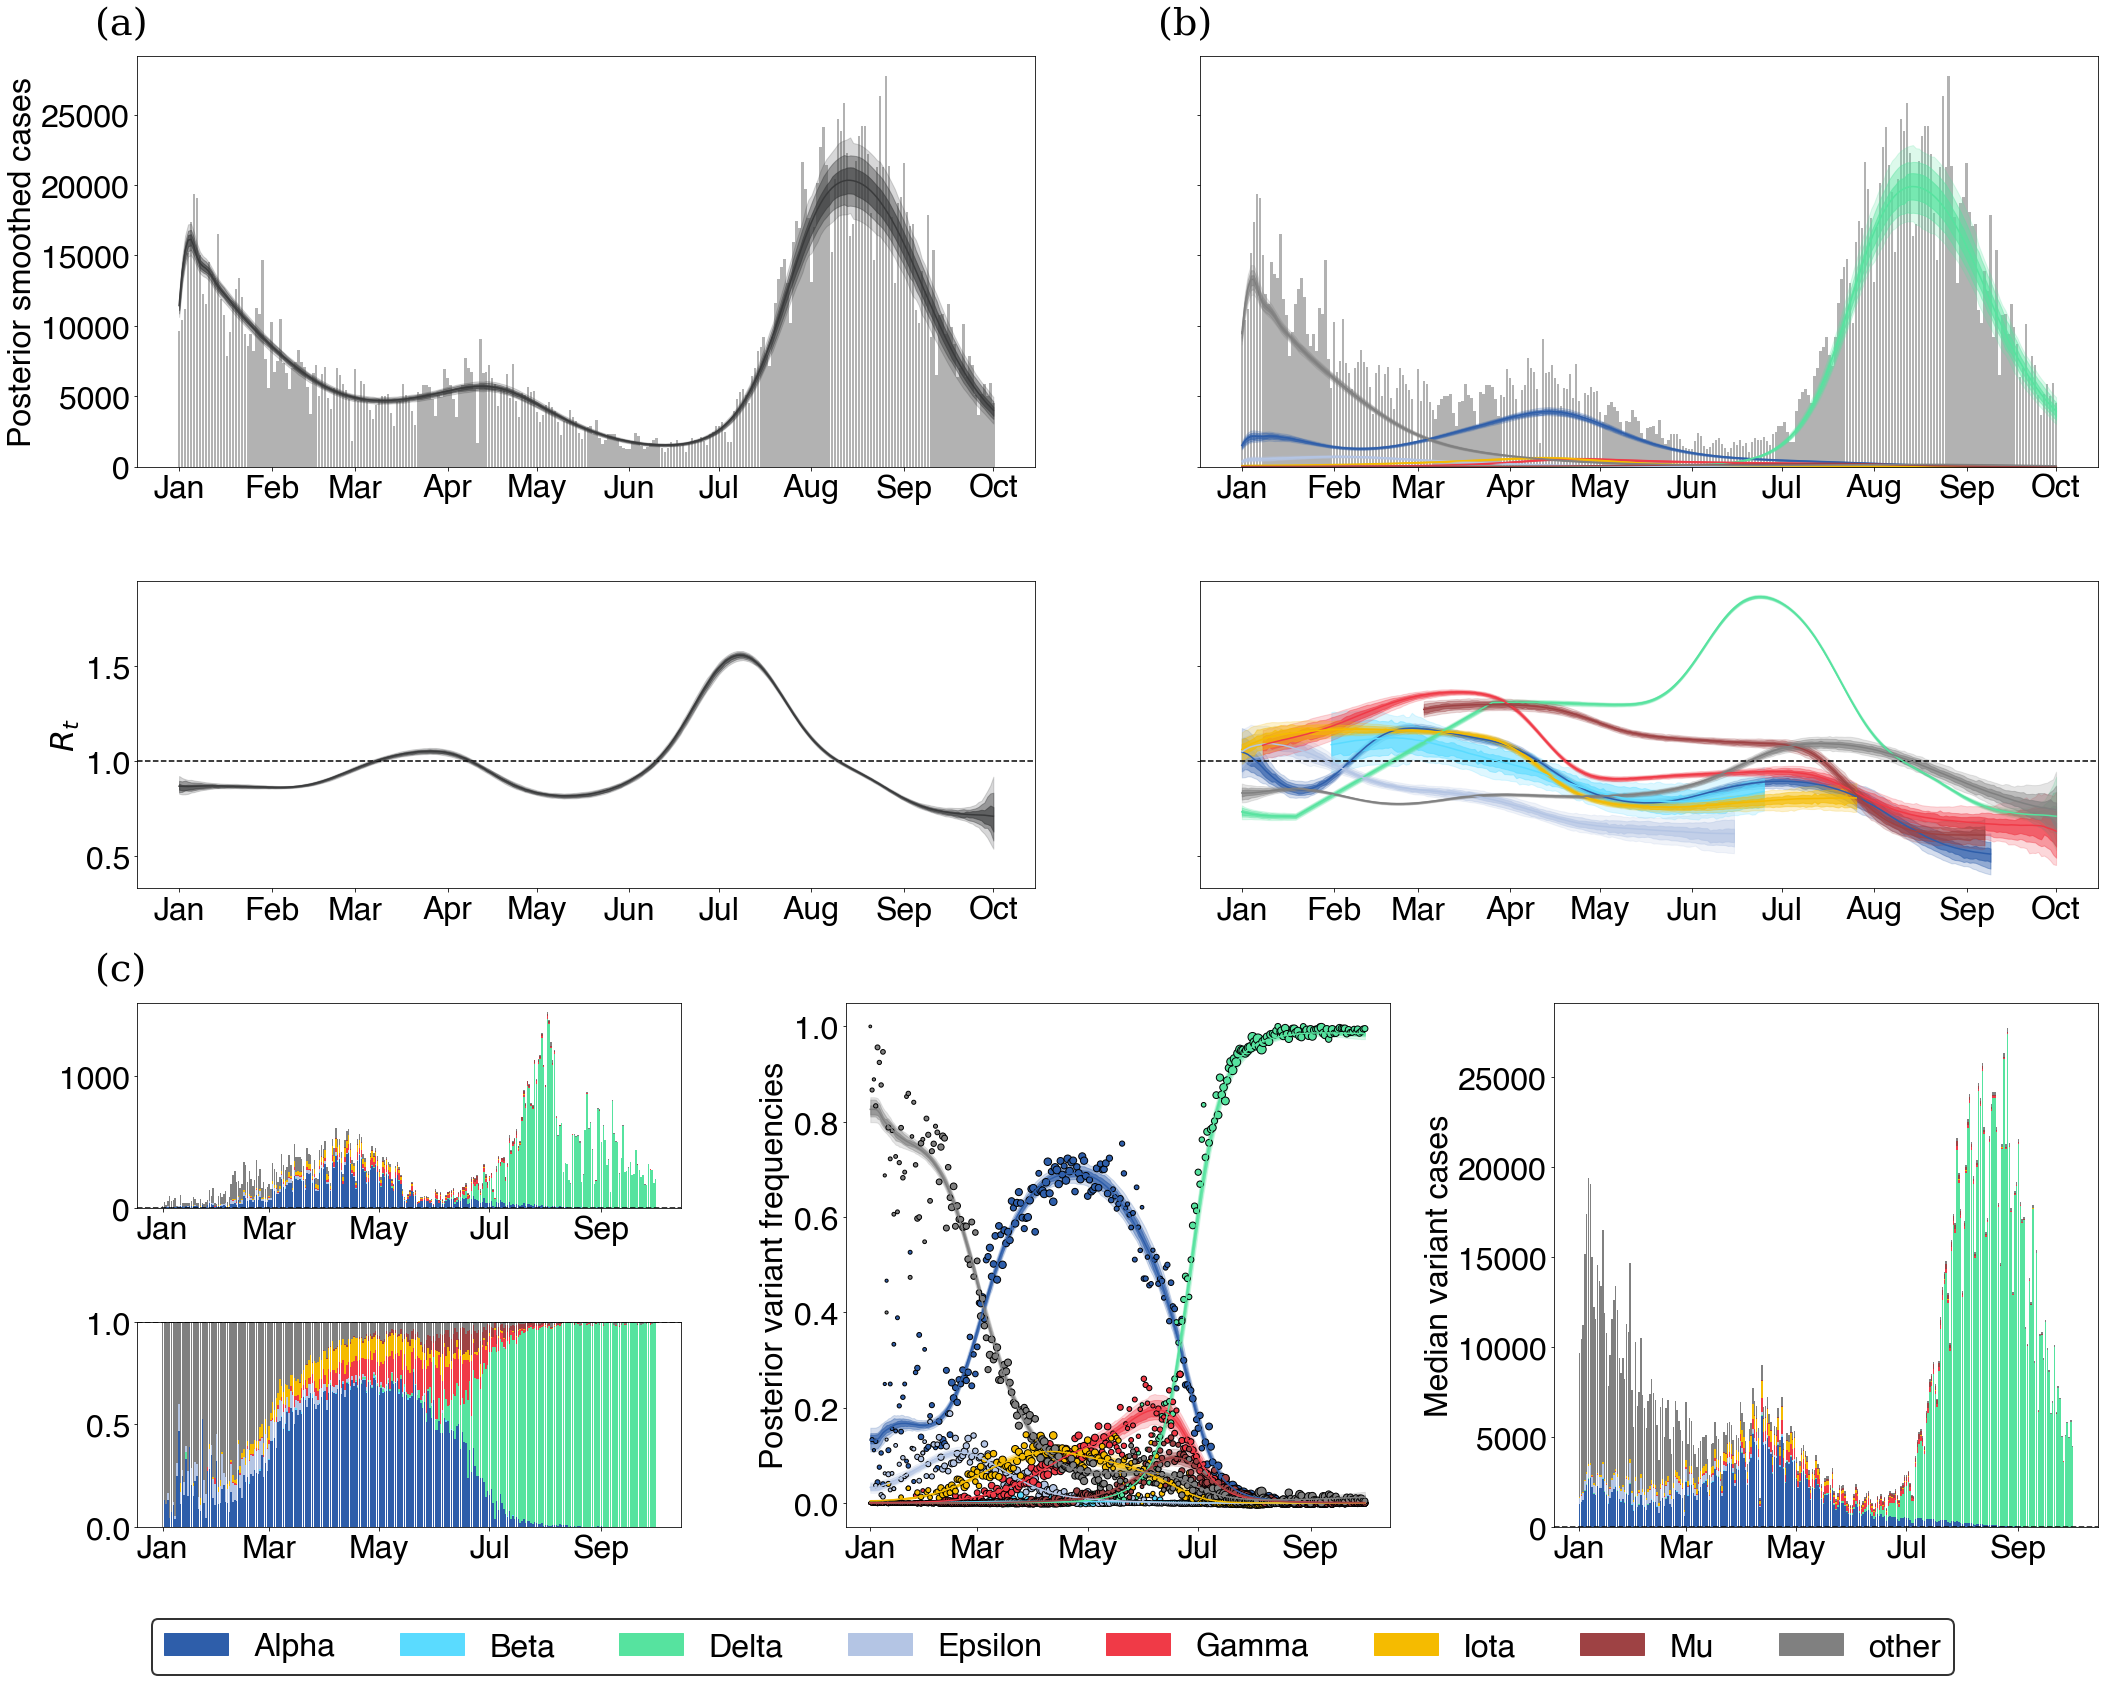 (a) (b)
Posterior smoothed cases
25000
20000
15000
10000
5000
0
Jan Feb Mar Apr May Jun Jul Aug Sep Oct
Jan Feb Mar Apr May Jun Jul Aug Sep Oct
R_t
1.5
1.0
0.5
Jan Feb Mar Apr May Jun Jul Aug Sep Oct
Jan Feb Mar Apr May Jun Jul Aug Sep Oct
(c)
1000
0
Jan Mar May Jul Sep
1.0
0.5
0.0
Jan Mar May Jul Sep
Posterior variant frequencies
1.0
0.8
0.6
0.4
0.2
0.0
Jan Mar May Jul Sep
Median variant cases
25000
20000
15000
10000
5000
0
Jan Mar May Jul Sep
Alpha Beta Delta Epsilon Gamma Iota Mu other